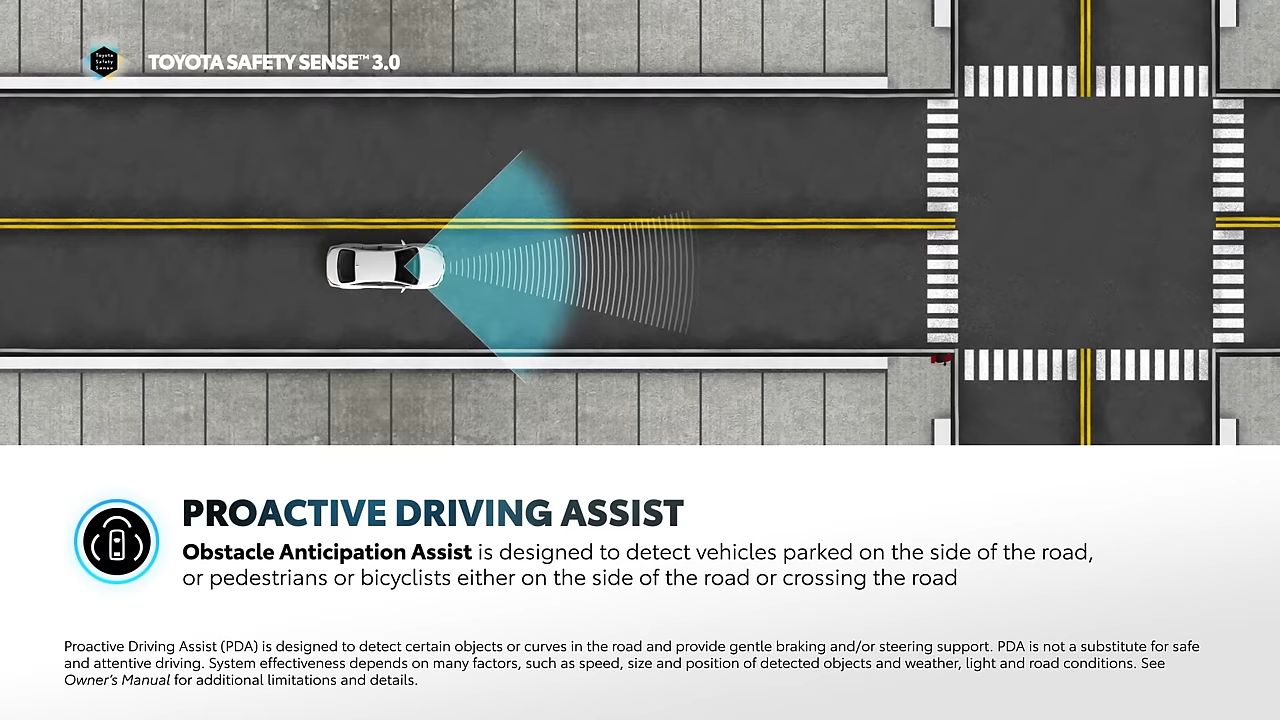 Toyota
Safety
Sense
TOYOTA SAFETY SENSE™ 3.0
PROACTIVE DRIVING ASSIST
Obstacle Anticipation Assist is designed to detect vehicles parked on the side of the road,
or pedestrians or bicyclists either on the side of the road or crossing the road
Proactive Driving Assist (PDA) is designed to detect certain objects or curves in the road and provide gentle braking and/or steering support. PDA is not a substitute for safe
and attentive driving. System effectiveness depends on many factors, such as speed, size and position of detected objects and weather, light and road conditions. See
Owner's Manual for additional limitations and details.